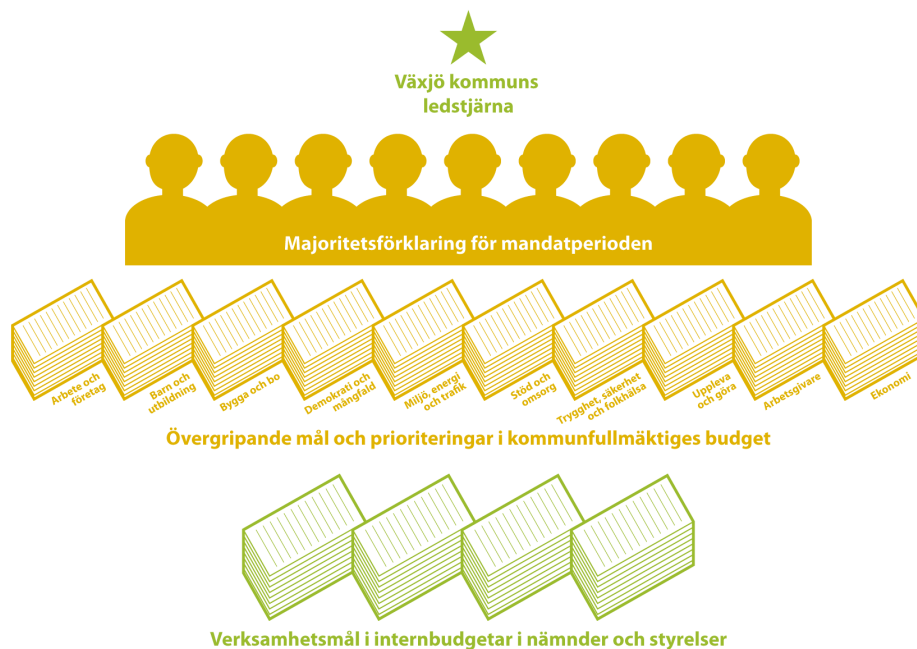 Växjö kommuns
ledstjärna
Majoritetsförklaring för mandatperioden
Arbete och
företag
Barn och
utbildning
Bygga och bo
Demokrati och
mångfald
Miljö, energi
och trafik
Stöd och
omsorg
Trygghet, säkerhet
och folkhälsa
Uppleva
och göra
Arbetsgivare
Ekonomi
Övergripande mål och prioriteringar i kommunfullmäktiges budget
Verksamhetsmål i internbudgetar i nämnder och styrelser